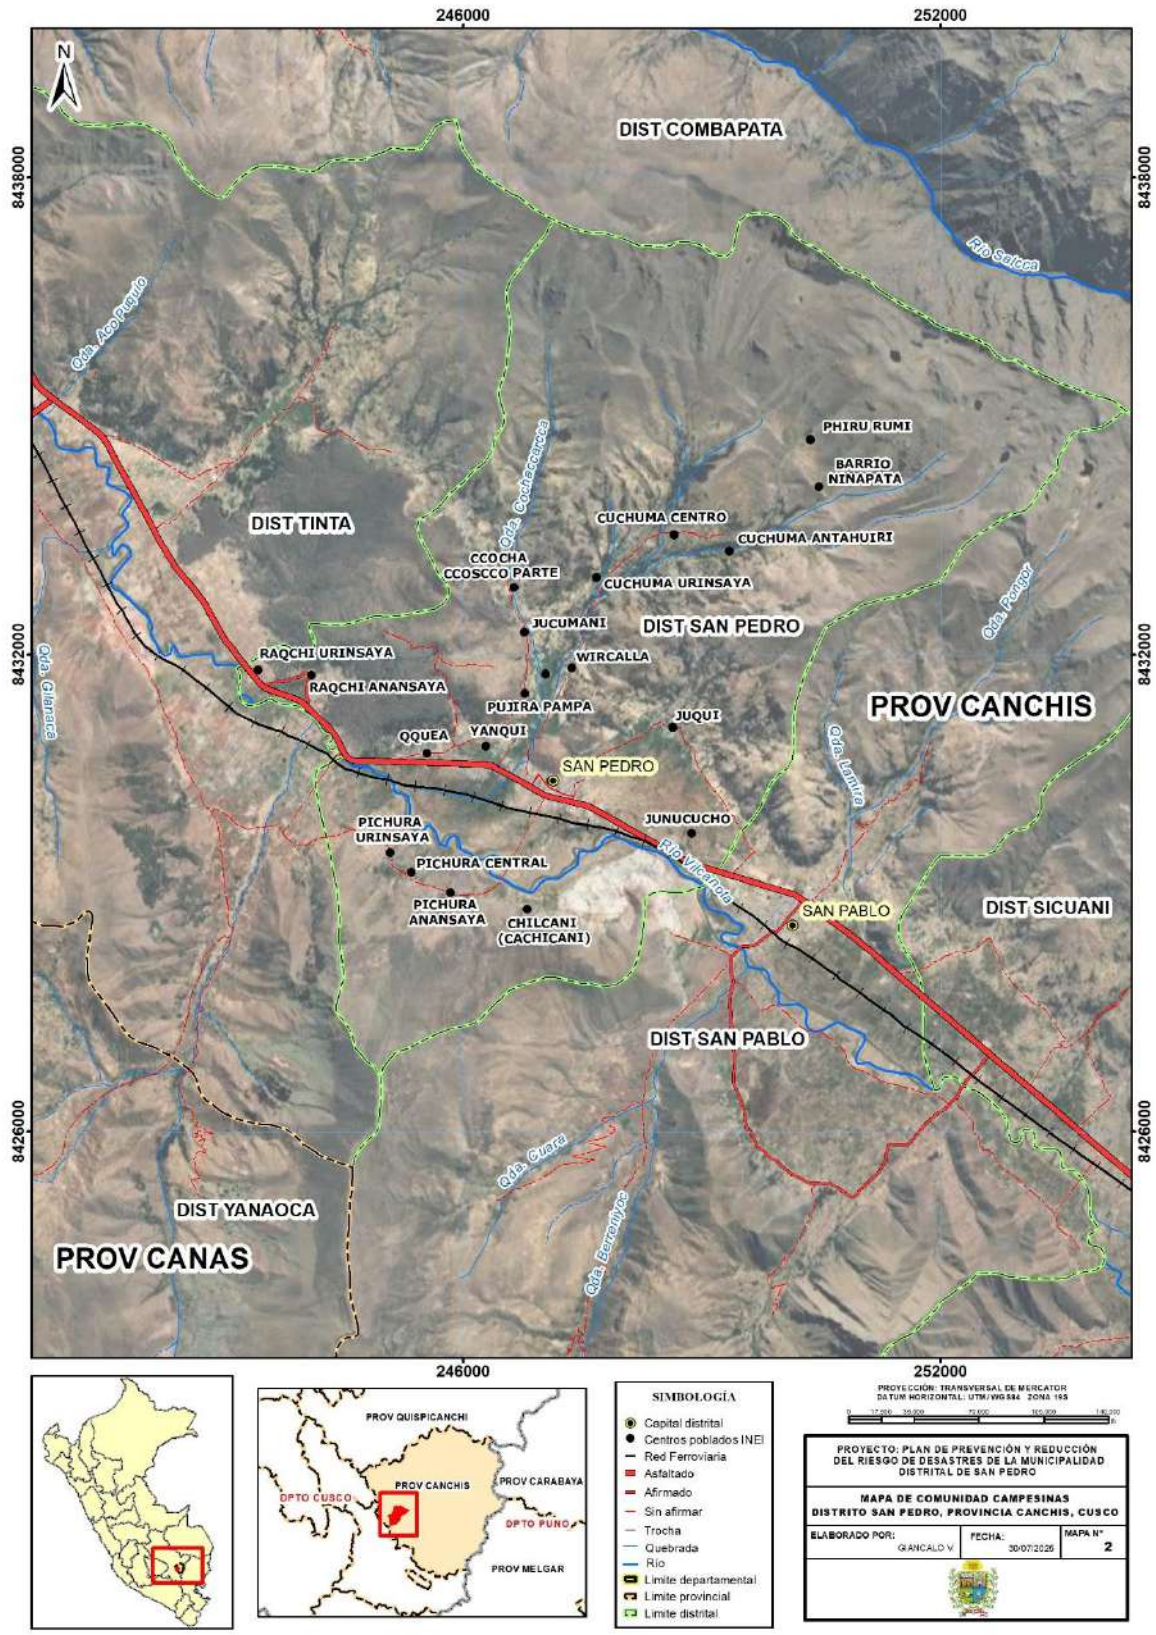 246000
252000
N
8438000
8438000
DIST COMBAPATA
Río Salcca
Qda. Aco Puquio
PHIRU RUMI
BARRIO
NIÑAPATA
Qda. Cochaccarcca
DIST TINTA
CUCHUMA CENTRO
CUCHUMA ANTAHUIRI
CCOCHA
CCOSCCO PARTE
CUCHUMA URINSAYA
Qda. Pongor
JUCUMANI
DIST SAN PEDRO
8432000
8432000
Qda. Gilanaca
RAQCHI URINSAYA
WIRCALLA
RAQCHI ANANSAYA
PUJIRA PAMPA
PROV CANCHIS
JUQUI
QQUEA
YANQUI
Qda. Lamira
SAN PEDRO
PICHURA
URINSAYA
JUNUCUCHO
PICHURA CENTRAL
Río Vilcanota
PICHURA
ANANSAYA
CHILCANI
(CACHICANI)
SAN PABLO
DIST SICUANI
DIST SAN PABLO
8426000
8426000
Qda. Cuara
DIST YANAOCA
Qda. Berreniyoc
PROV CANAS
246000
252000
PROV QUISPICANCHI
PROV CANCHIS
PROV CARABAYA
DPTO CUSCO
DPTO PUNO
PROV MELGAR
SIMBOLOGÍA
Capital distrital
Centros poblados INEI
Red Ferroviaria
Asfaltado
Afirmado
Sin afirmar
Trocha
Quebrada
Río
Limite departamental
Limite provincial
Limite distrital
PROYECCIÓN: TRANSVERSAL DE MERCATOR
DATUM HORIZONTAL: UTM/WGS84 ZONA 19S
PROYECTO: PLAN DE PREVENCIÓN Y REDUCCIÓN
DEL RIESGO DE DESASTRES DE LA MUNICIPALIDAD
DISTRITAL DE SAN PEDRO
MAPA DE COMUNIDAD CAMPESINAS
DISTRITO SAN PEDRO, PROVINCIA CANCHIS, CUSCO
ELABORADO POR:
GIANCALO V.
FECHA:
30/07/2025
MAPA N°
2